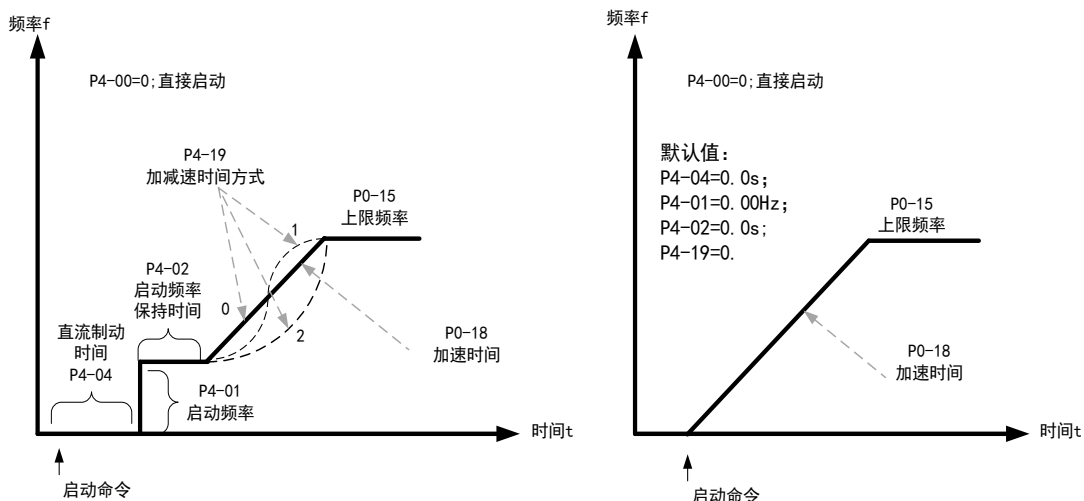 频率f
P4-00=0;直接启动
P4-19
加减速时间方式
P0-15
上限频率
1
P4-02
启动频率
保持时间
0
2
P0-18
加速时间
直流制动
时间
P4-04
P4-01
启动频率
时间t
启动命令
频率f
P4-00=0;直接启动
默认值：
P4-04=0.0s；
P4-01=0.00Hz；
P4-02=0.0s;
P4-19=0.
P0-15
上限频率
P0-18
加速时间
时间t
启动命令